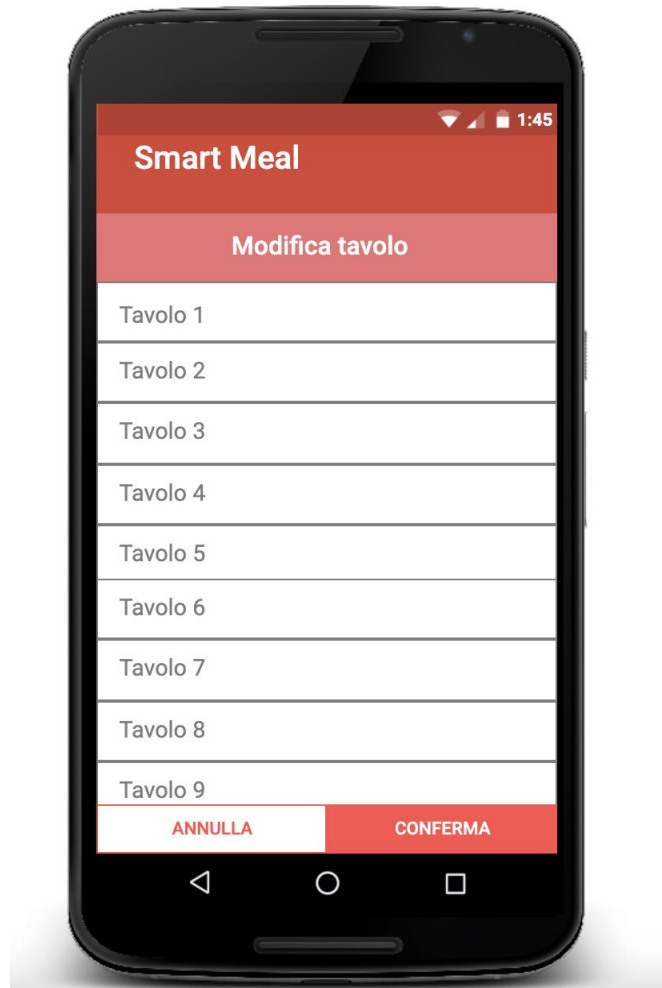 1:45
Smart Meal
Modifica tavolo
Tavolo 1
Tavolo 2
Tavolo 3
Tavolo 4
Tavolo 5
Tavolo 6
Tavolo 7
Tavolo 8
Tavolo 9
ANNULLA CONFERMA